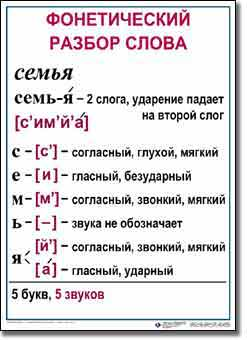 ФОНЕТИЧЕСКИЙ
РАЗБОР СЛОВА
семья
семь-я́ – 2 слога, ударение падает
[с'им'й'а́] на второй слог
с – [с'] – согласный, глухой, мягкий
е – [и] – гласный, безударный
м – [м'] – согласный, звонкий, мягкий
ь – [–] – звука не обозначает
я [й'] – согласный, звонкий, мягкий
[а́] – гласный, ударный
5 букв, 5 звуков